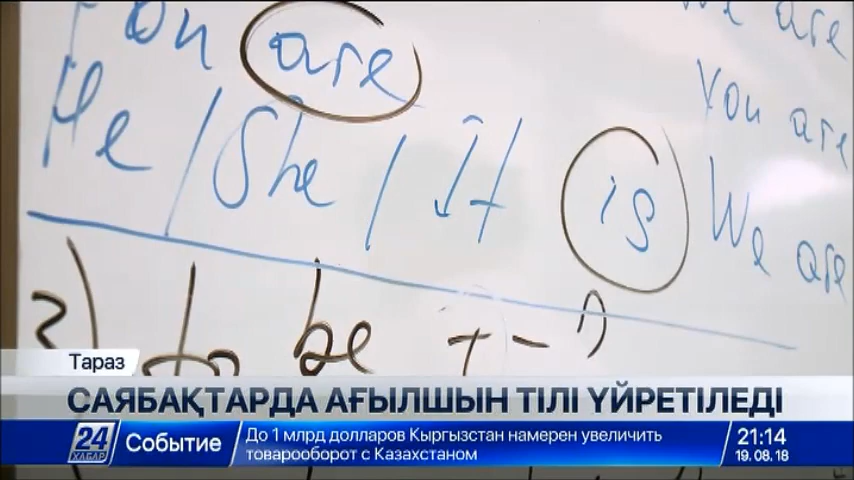 You are
He / She / It is
We are
You are
We are
3) to be + - ?
Тараз
САЯБАҚТАРДА АҒЫЛШЫН ТІЛІ ҮЙРЕТІЛЕДІ
24
ХАБАР
Событие
До 1 млрд долларов Кыргызстан намерен увеличить
товарооборот с Казахстаном
21:14
19.08.18